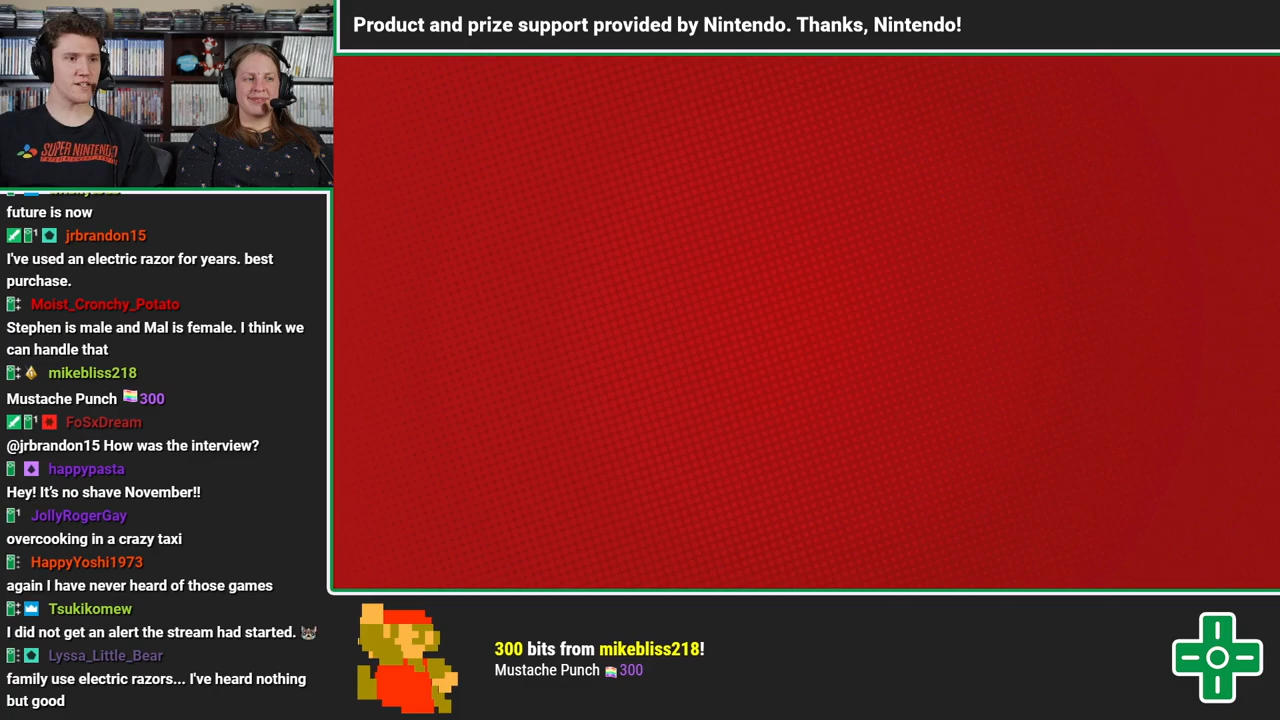 Product and prize support provided by Nintendo. Thanks, Nintendo!
SUPER NINTENDO
future is now
jrbrandon15
I've used an electric razor for years. best
purchase.
Moist_Cronchy_Potato
Stephen is male and Mal is female. I think we
can handle that
mikebliss218
Mustache Punch 300
FoSxDream
@jrbrandon15 How was the interview?
happypasta
Hey! It's no shave November!!
JollyRogerGay
overcooking in a crazy taxi
HappyYoshi1973
again I have never heard of those games
Tsukikomew
I did not get an alert the stream had started.
Lyssa_Little_Bear
family use electric razors... I've heard nothing
but good
300 bits from mikebliss218!
Mustache Punch 300